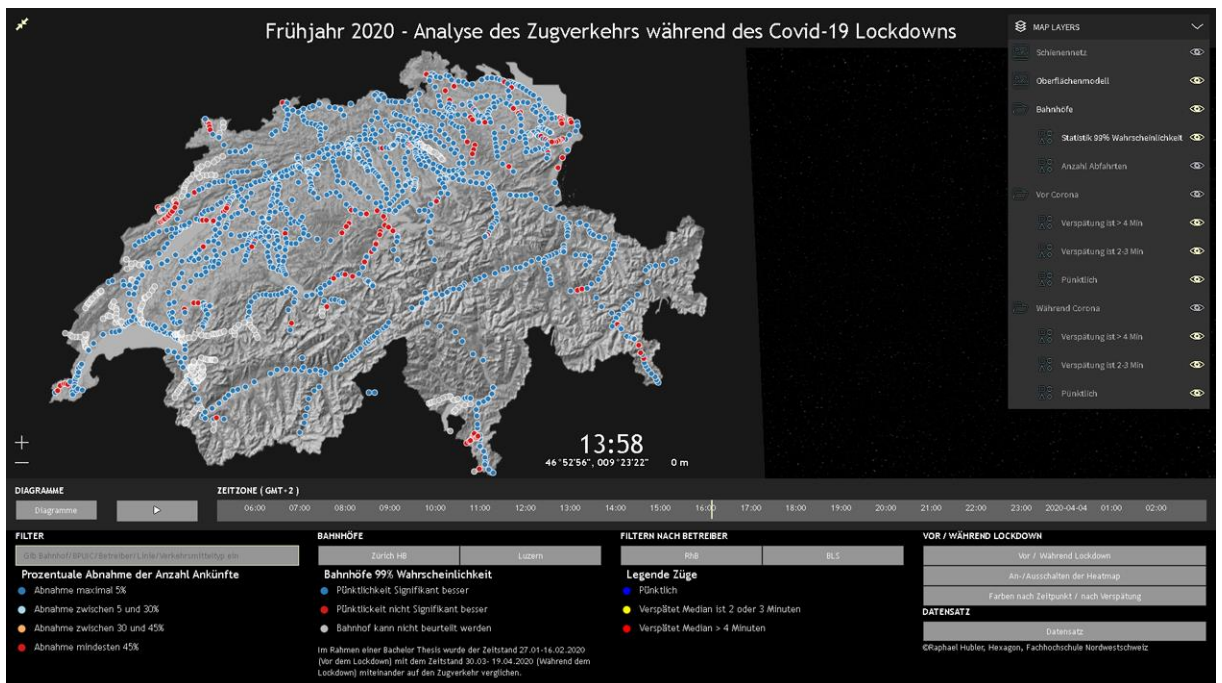 Frühjahr 2020 - Analyse des Zugverkehrs während des Covid-19 Lockdowns
MAP LAYERS
Schienennetz
Oberflächenmodell
Bahnhöfe
Statistik 99% Wahrscheinlichkeit
Anzahl Abfahrten
Vor Corona
Verspätung ist > 4 Min
Verspätung ist 2-3 Min
Pünktlich
Während Corona
Verspätung ist > 4 Min
Verspätung ist 2-3 Min
Pünktlich
13:58
46°52'56", 009°23'22" 0 m
DIAGRAMME
Diagramme
ZEITZONE ( GMT+2 )
06:00 07:00 08:00 09:00 10:00 11:00 12:00 13:00 14:00 15:00 16:00 17:00 18:00 19:00 20:00 21:00 22:00 23:00 2020-04-04 01:00 02:00
FILTER
Gib Bahnhof/BPUIC/Betreiber/Linie/Verkehrsmitteltyp ein
Prozentuale Abnahme der Anzahl Ankünfte
Abnahme maximal 5%
Abnahme zwischen 5 und 30%
Abnahme zwischen 30 und 45%
Abnahme mindesten 45%
BAHNHÖFE
Zürich HB Luzern
Bahnhöfe 99% Wahrscheinlichkeit
Pünktlichkeit Signifikant besser
Pünktlickeit nicht Signifikant besser
Bahnhof kann nicht beurteilt werden
Im Rahmen einer Bachelor Thesis wurde der Zeitstand 27.01-16.02.2020
(Vor dem Lockdown) mit dem Zeitstand 30.03- 19.04.2020 (Während dem
Lockdown) miteinander auf den Zugverkehr verglichen.
FILTERN NACH BETREIBER
RhB BLS
Legende Züge
Pünktlich
Verspätet Median ist 2 oder 3 Minuten
Verspätet Median > 4 Minuten
VOR / WÄHREND LOCKDOWN
Vor / Während Lockdown
An-/Ausschalten der Heatmap
Farben nach Zeitpunkt / nach Verspätung
DATENSATZ
Datensatz
©Raphael Hubler, Hexagon, Fachhochschule Nordwestschweiz